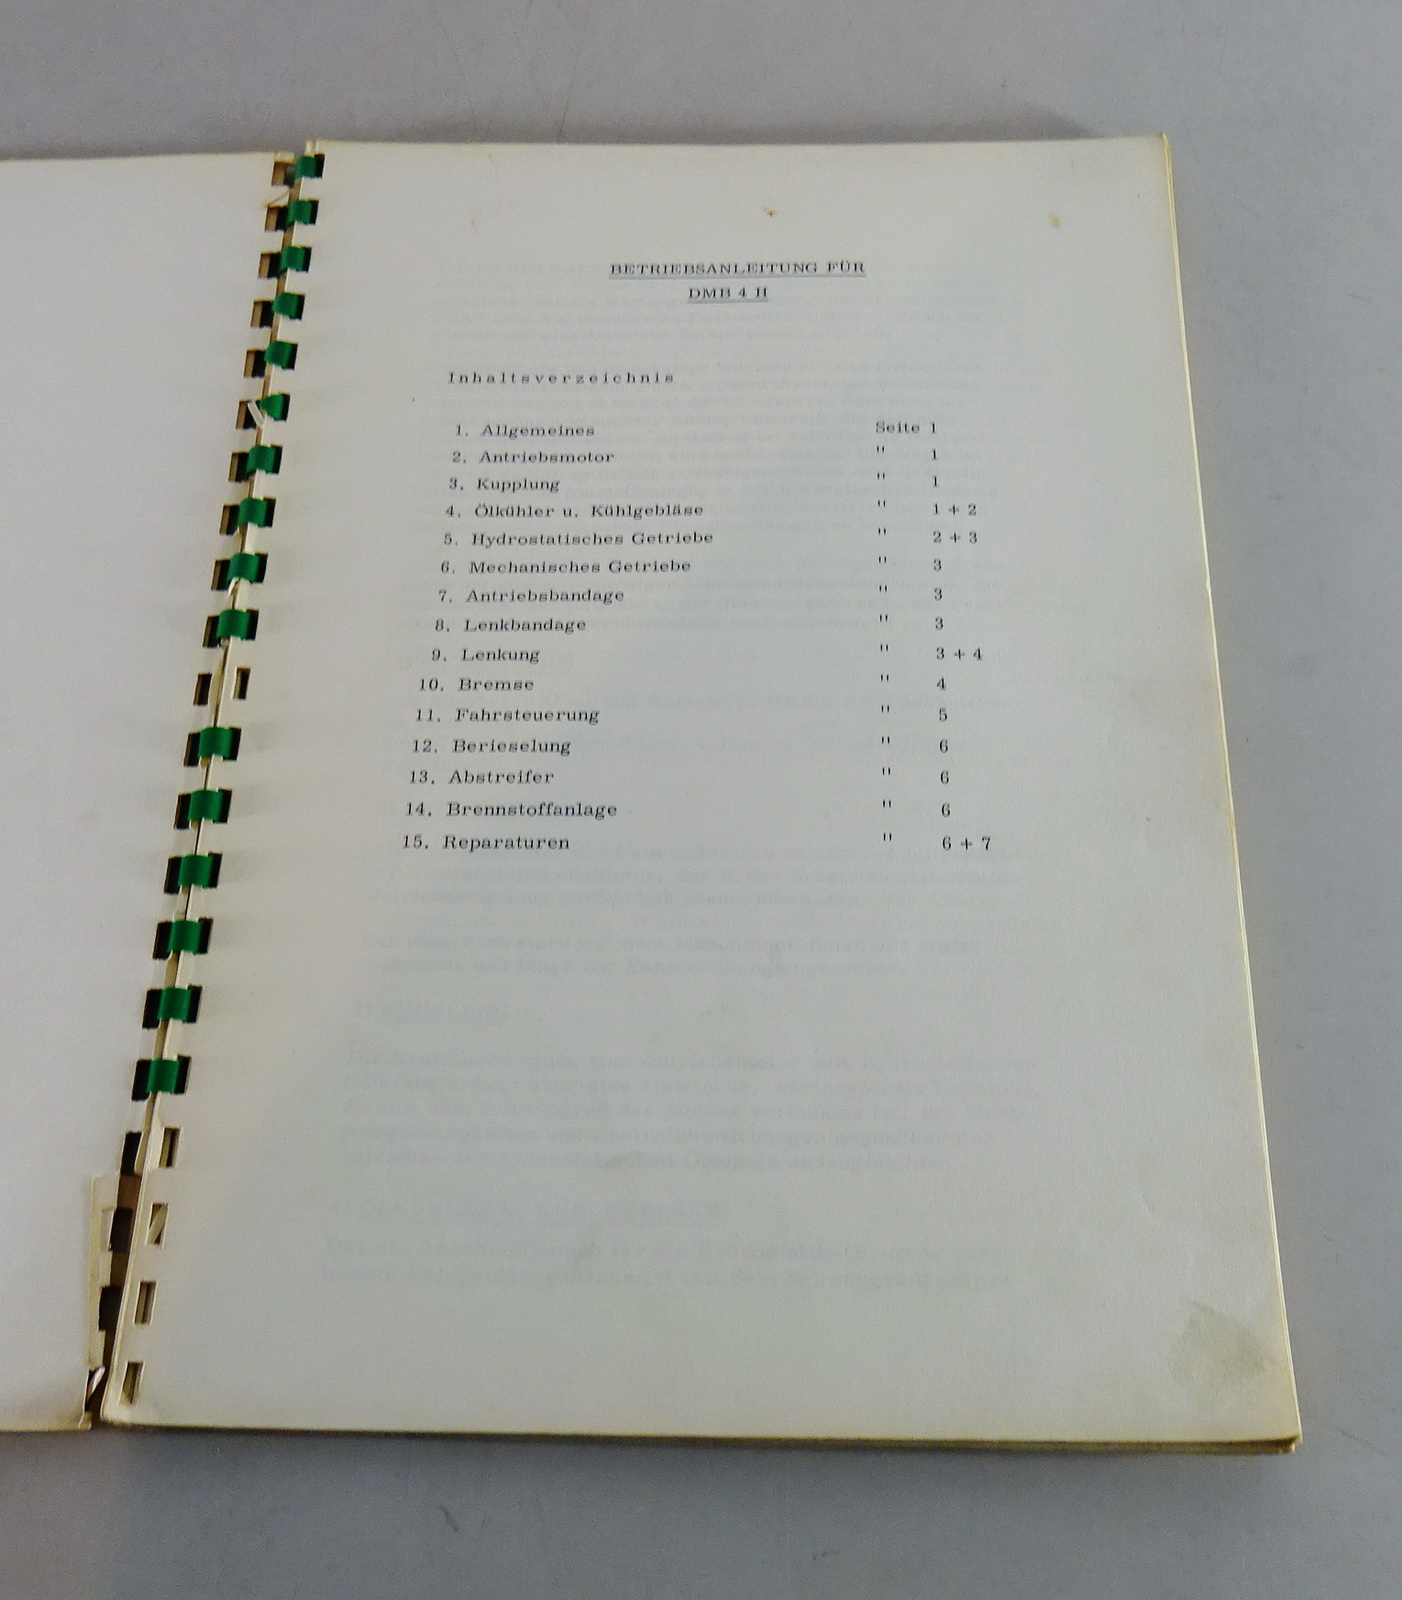 BETRIEBSANLEITUNG FÜR
DMB 4 H
Inhaltsverzeichnis
1. Allgemeines Seite 1
2. Antriebsmotor " 1
3. Kupplung " 1
4. Ölkühler u. Kühlgebläse " 1 + 2
5. Hydrostatisches Getriebe " 2 + 3
6. Mechanisches Getriebe " 3
7. Antriebsbandage " 3
8. Lenkbandage " 3
9. Lenkung " 3 + 4
10. Bremse " 4
11. Fahrsteuerung " 5
12. Berieselung " 6
13. Abstreifer " 6
14. Brennstoffanlage " 6
15. Reparaturen " 6 + 7